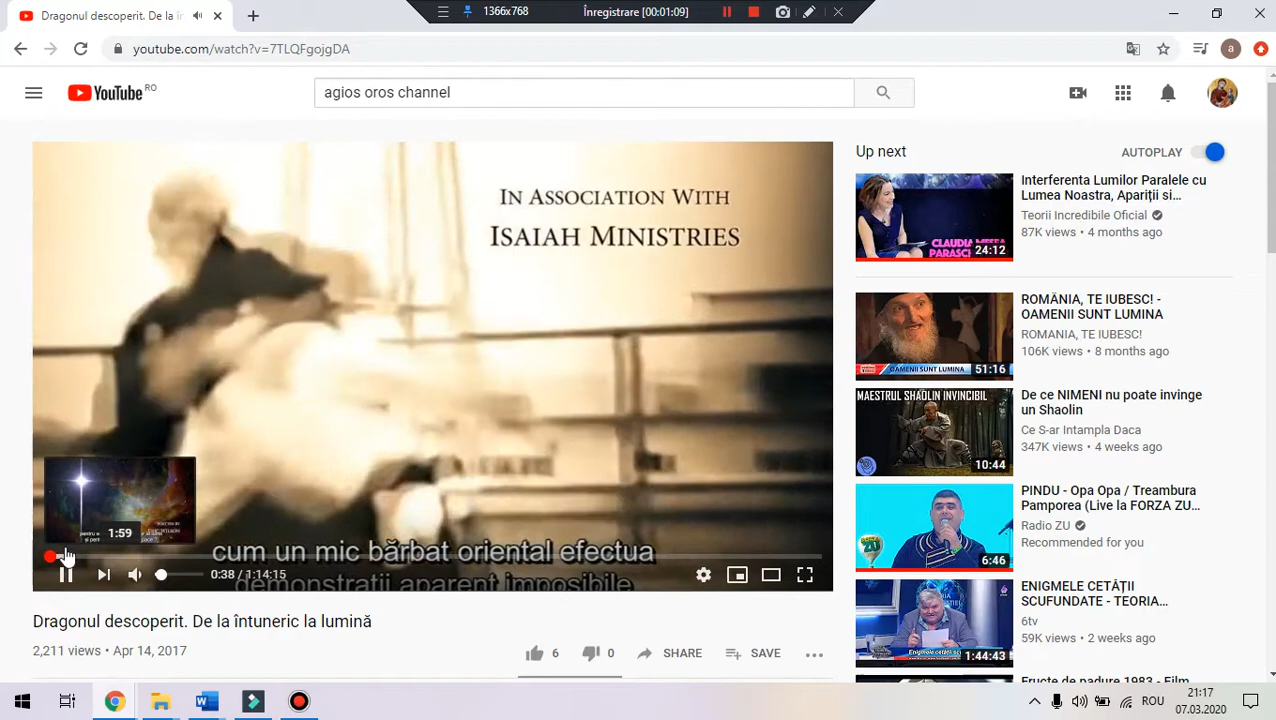 Dragonul descoperit. De la în
1366x768
Înregistrare [00:01:09]
youtube.com/watch?v=7TLQFgojgDA
a
YouTube RO
agios oros channel
IN ASSOCIATION WITH
ISAIAH MINISTRIES
1:59
cum un mic bărbat oriental efectua
aparent imposibile
0:38 / 1:14:15
Dragonul descoperit. De la întuneric la lumină
2,211 views • Apr 14, 2017
6
0
SHARE
SAVE
Up next
AUTOPLAY
CLAUDIA
24:12
Interferenta Lumilor Paralele cu
Lumea Noastra, Apariții si...
Teorii Incredibile Oficial
87K views • 4 months ago
OAMENII SUNT LUMINA
51:16
ROMÂNIA, TE IUBESC! -
OAMENII SUNT LUMINA
ROMANIA, TE IUBESC!
106K views • 8 months ago
MAESTRUL SHAOLIN INVINCIBIL
10:44
De ce NIMENI nu poate invinge
un Shaolin
Ce S-ar Intampla Daca
347K views • 4 weeks ago
6:46
PINDU - Opa Opa / Treambura
Pamporea (Live la FORZA ZU...
Radio ZU
Recommended for you
1:44:43
ENIGMELE CETĂȚII
SCUFUNDATE - TEORIA...
6tv
59K views • 2 weeks ago
Fructe de padure 1983 - Film
ROU
21:17
07.03.2020